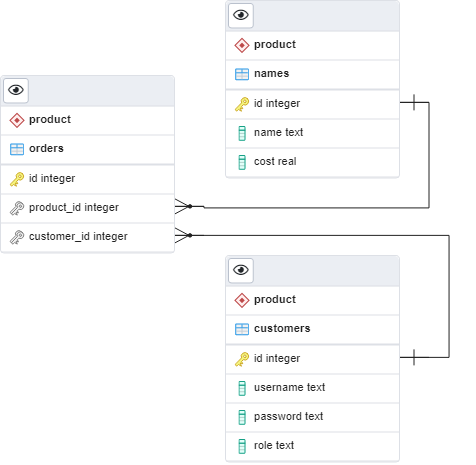 product
names
id integer
name text
cost real
product
orders
id integer
product_id integer
customer_id integer
product
customers
id integer
username text
password text
role text